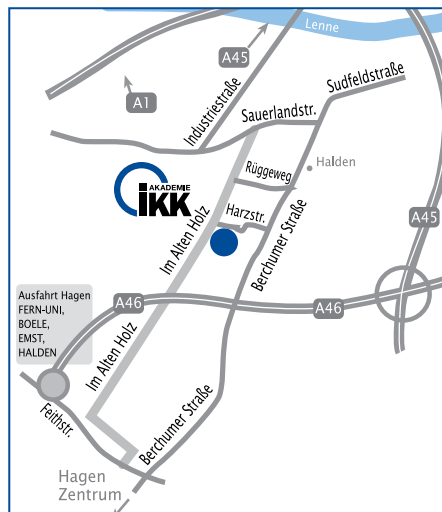 Lenne
A45
A1
Industriestraße
Sudfeldstraße
Sauerlandstr.
Rüggeweg
Halden
AKADEMIE
iKK
Harzstr.
Im Alten Holz
Berchumer Straße
A45
Ausfahrt Hagen
FERN-UNI,
BOELE,
EMST,
HALDEN
A46
A46
Im Alten Holz
Feithstr.
Berchumer Straße
Hagen
Zentrum